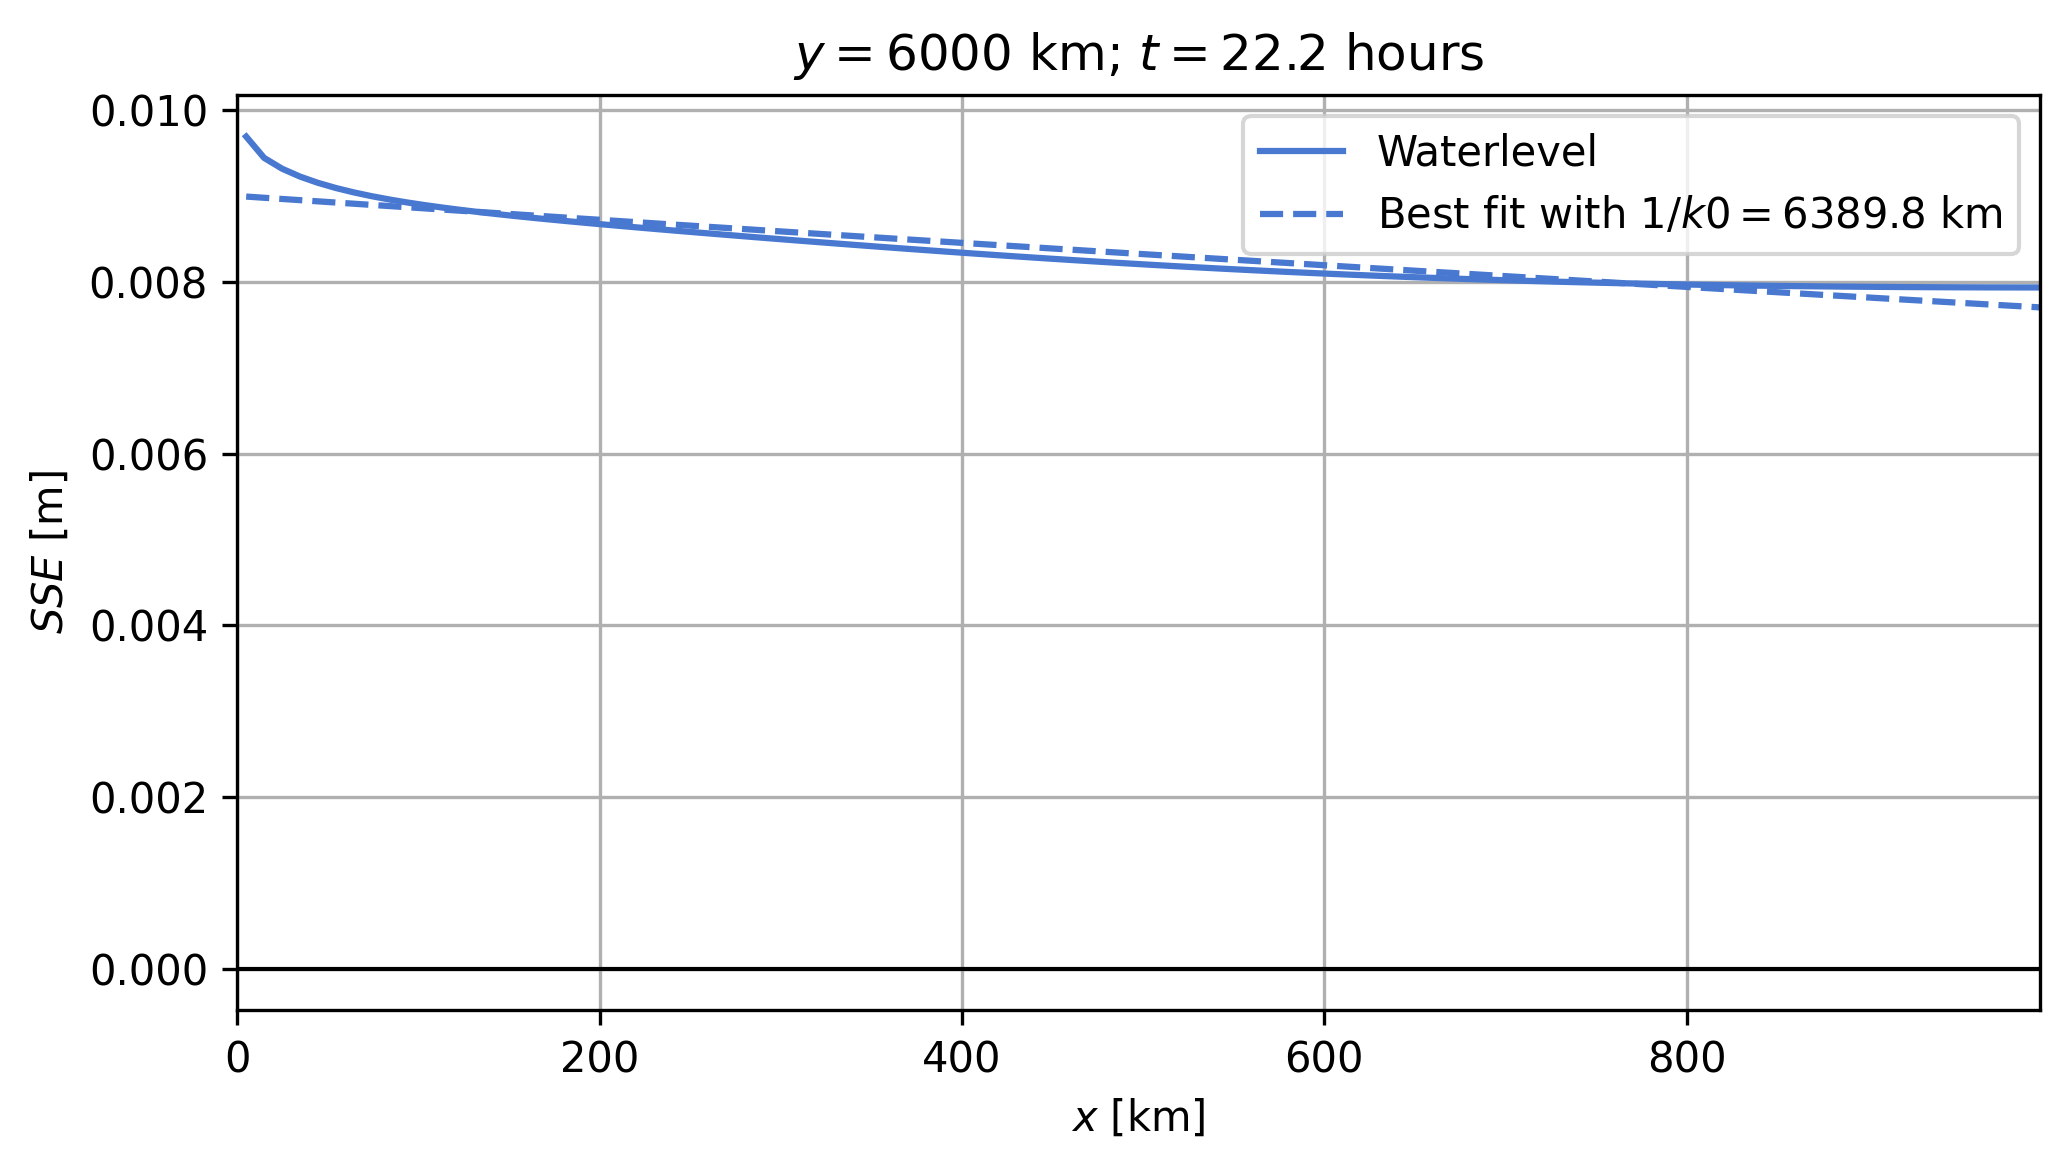 y = 6000 km; t = 22.2 hours
0.010
0.008
0.006
0.004
0.002
0.000
SSE [m]
Waterlevel
Best fit with 1/k0 = 6389.8 km
0 200 400 600 800
x [km]